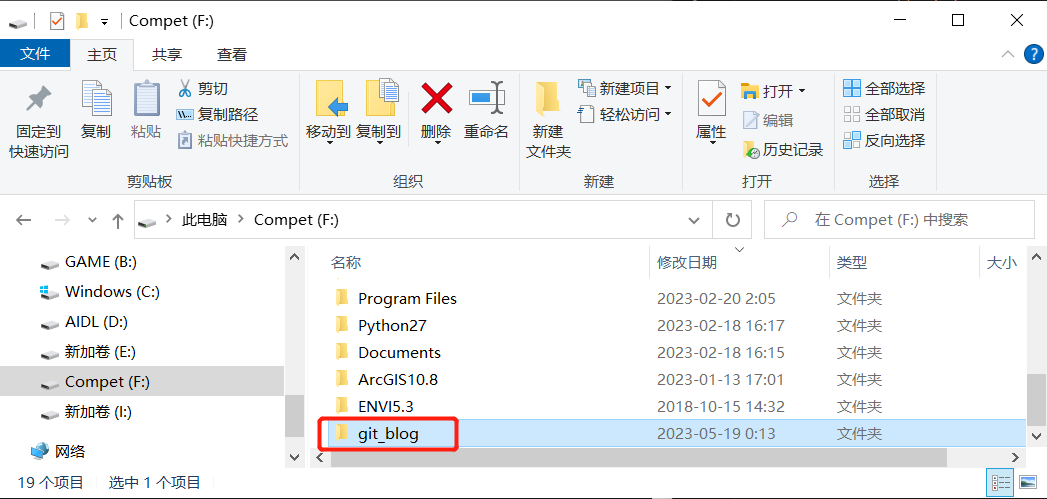 Compet (F:)
文件 主页 共享 查看
固定到快速访问
复制
粘贴
剪切
复制路径
粘贴快捷方式
剪贴板
移动到 复制到 删除 重命名
组织
新建文件夹
新建项目
轻松访问
新建
属性
打开
编辑
历史记录
打开
全部选择
全部取消
反向选择
选择
此电脑 Compet (F:)
在 Compet (F:) 中搜索
GAME (B:)
Windows (C:)
AIDL (D:)
新加卷 (E:)
Compet (F:)
新加卷 (I:)
网络
名称 修改日期 类型 大小
Program Files 2023-02-20 2:05 文件夹
Python27 2023-02-18 16:17 文件夹
Documents 2023-02-18 16:15 文件夹
ArcGIS10.8 2023-01-13 17:01 文件夹
ENVI5.3 2018-10-15 14:32 文件夹
git_blog 2023-05-19 0:13 文件夹
19 个项目 选中 1 个项目